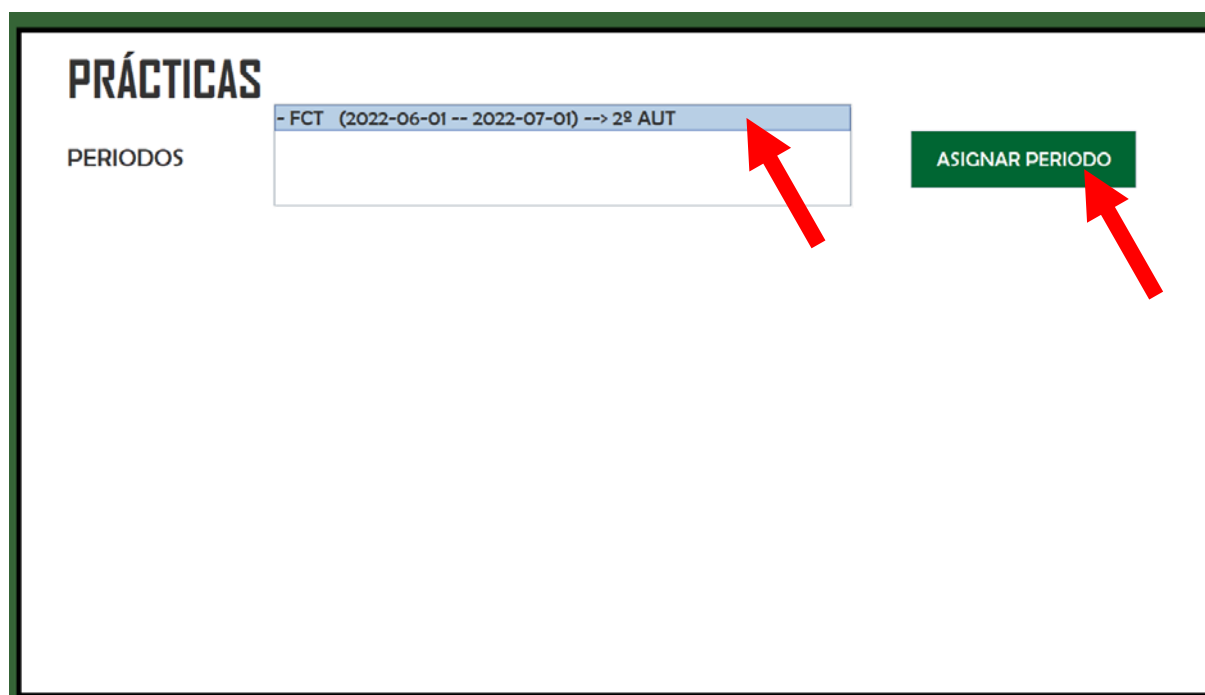 PRÁCTICAS
- FCT (2022-06-01 -- 2022-07-01) --> 2º AUT
PERIODOS
ASIGNAR PERIODO